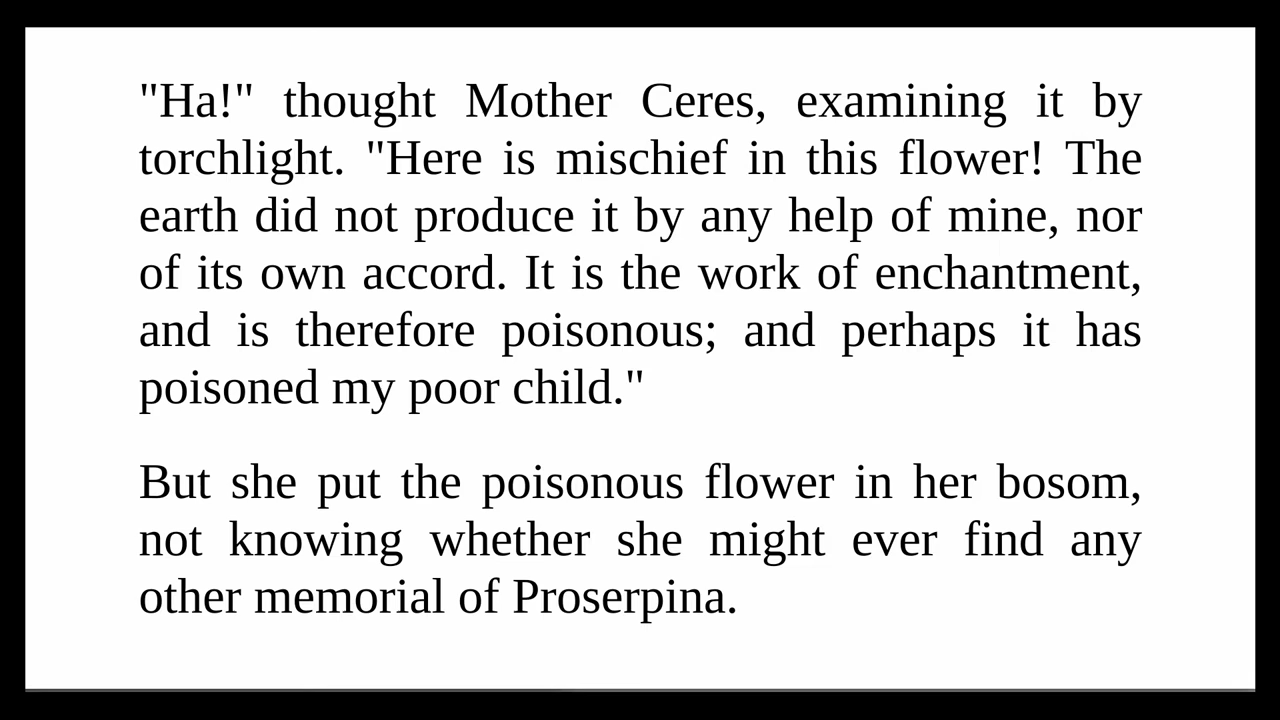 "Ha!" thought Mother Ceres, examining it by
torchlight. "Here is mischief in this flower! The
earth did not produce it by any help of mine, nor
of its own accord. It is the work of enchantment,
and is therefore poisonous; and perhaps it has
poisoned my poor child."
But she put the poisonous flower in her bosom,
not knowing whether she might ever find any
other memorial of Proserpina.